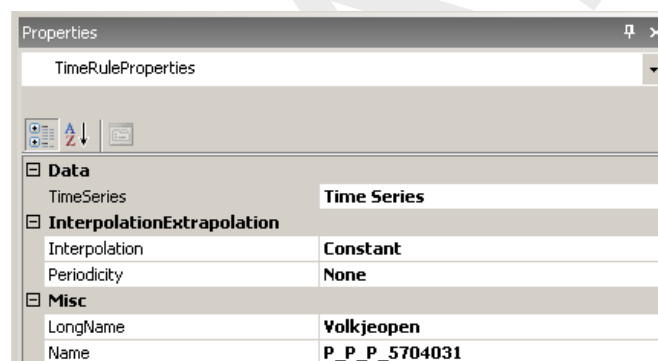 Properties
TimeRuleProperties
Data
TimeSeries Time Series
InterpolationExtrapolation
Interpolation Constant
Periodicity None
Misc
LongName Volkjeopen
Name P_P_P_5704031